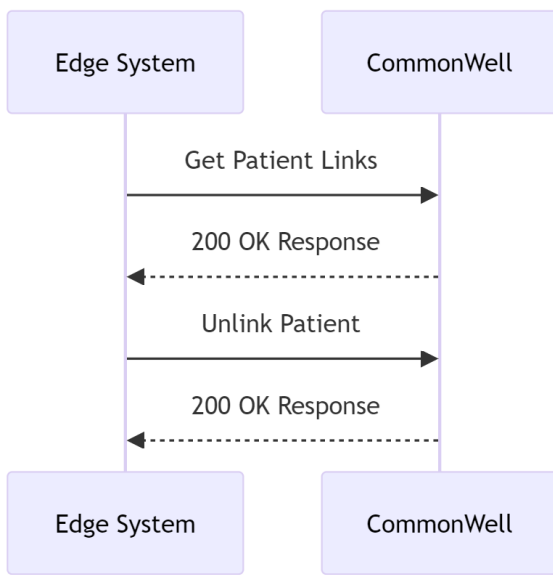 Edge System
CommonWell
Get Patient Links
200 OK Response
Unlink Patient
200 OK Response
Edge System
CommonWell